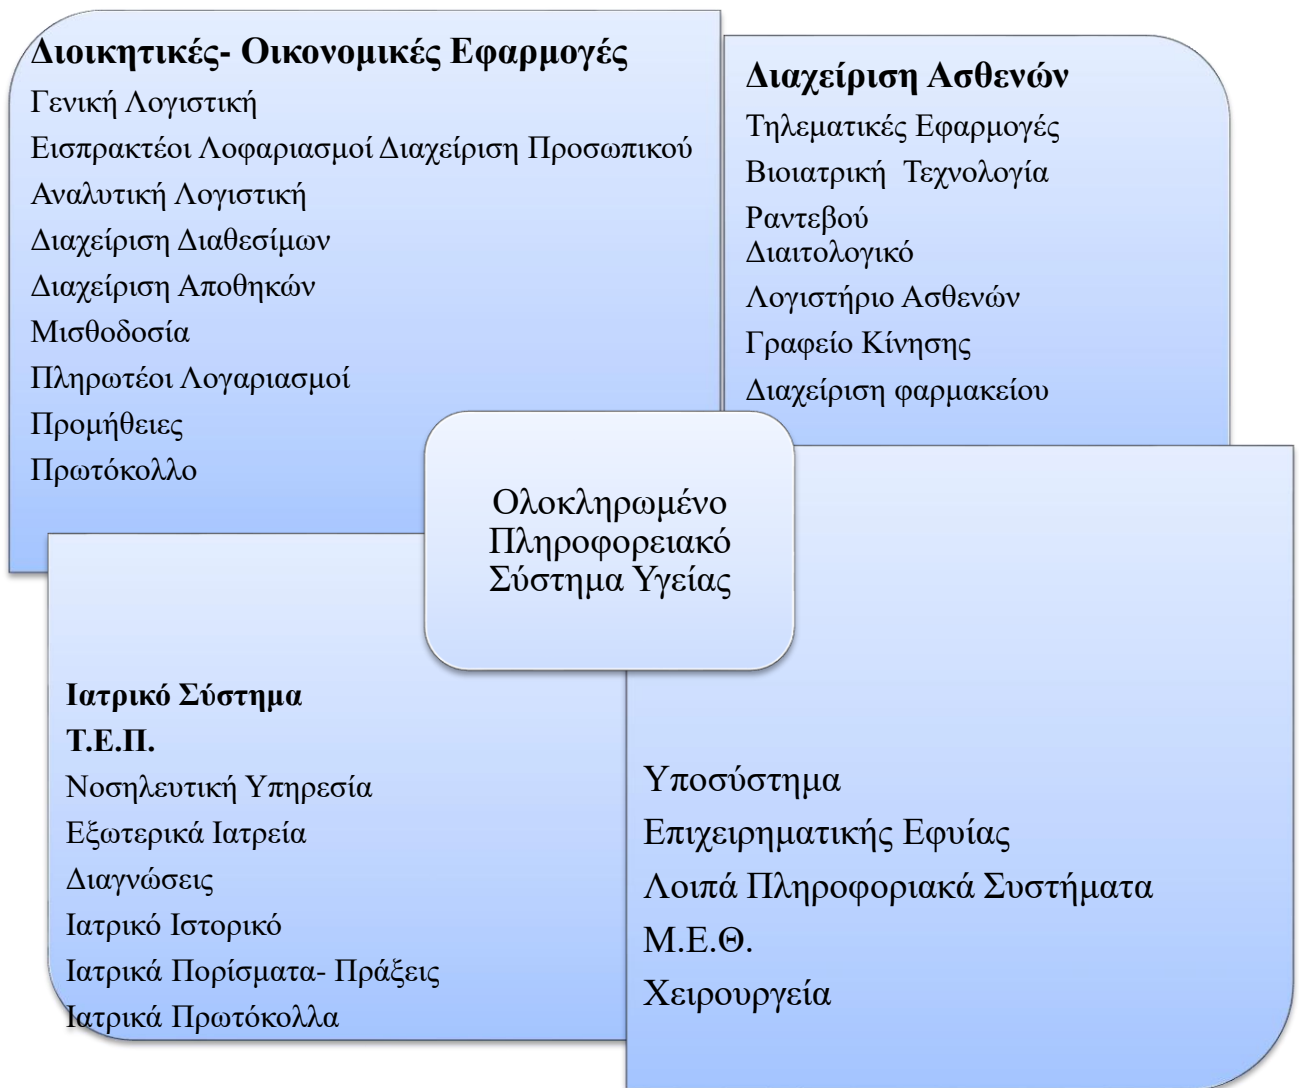 Διοικητικές- Οικονομικές Εφαρμογές
Γενική Λογιστική
Εισπρακτέοι Λοφαριασμοί Διαχείριση Προσωπικού
Αναλυτική Λογιστική
Διαχείριση Διαθεσίμων
Διαχείριση Αποθηκών
Μισθοδοσία
Πληρωτέοι Λογαριασμοί
Προμήθειες
Πρωτόκολλο
Διαχείριση Ασθενών
Τηλεματικές Εφαρμογές
Βιοιατρική  Τεχνολογία
Ραντεβού
Διαιτολογικό
Λογιστήριο Ασθενών
Γραφείο Κίνησης
Διαχείριση φαρμακείου
Ολοκληρωμένο
Πληροφορειακό
Σύστημα Υγείας
Ιατρικό Σύστημα
Τ.Ε.Π.
Νοσηλευτική Υπηρεσία
Εξωτερικά Ιατρεία
Διαγνώσεις
Ιατρικό Ιστορικό
Ιατρικά Πορίσματα- Πράξεις
Ιατρικά Πρωτόκολλα
Υποσύστημα
Επιχειρηματικής Εφυίας
Λοιπά Πληροφοριακά Συστήματα
Μ.Ε.Θ.
Χειρουργεία